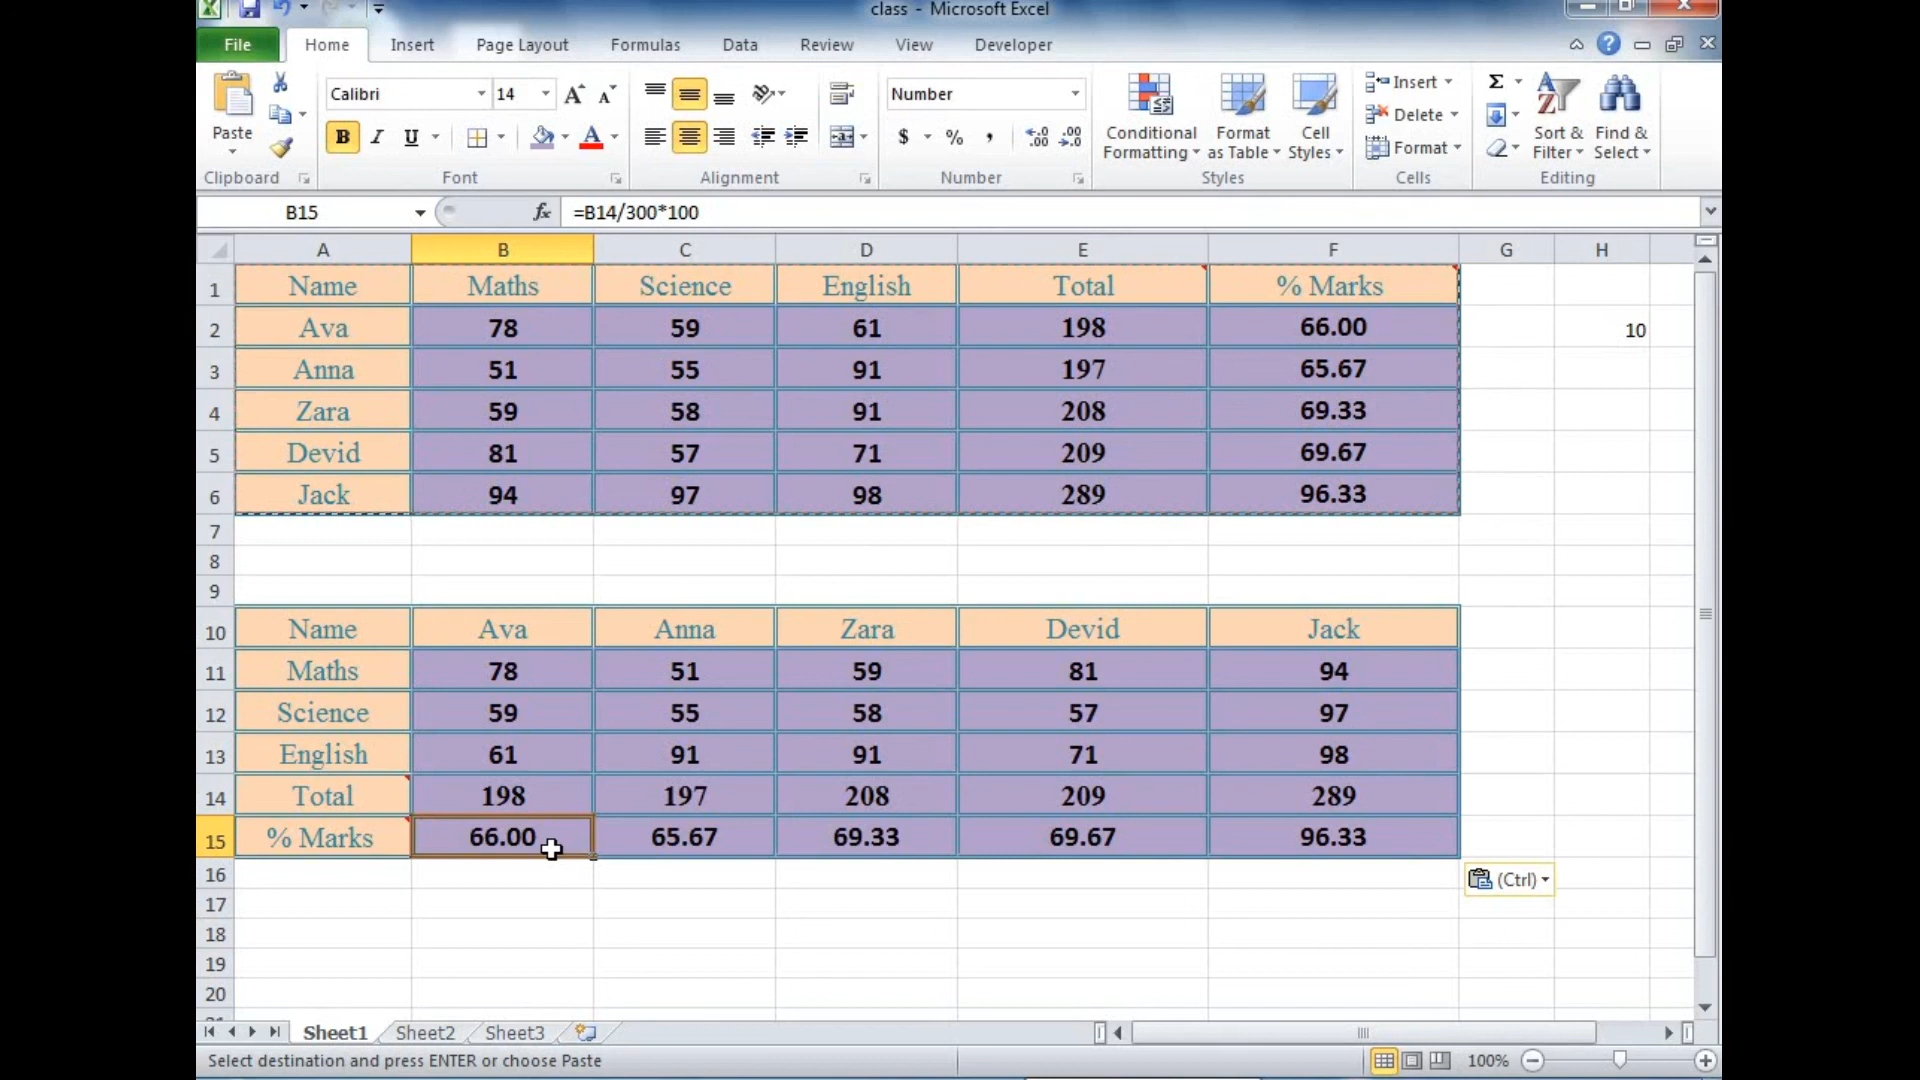 class - Microsoft Excel
File Home Insert Page Layout Formulas Data Review View Developer
Paste
Clipboard
Calibri 14
B I U
Font
Alignment
Number
$ % ,
Number
Conditional Formatting
Format as Table
Cell Styles
Styles
Insert
Delete
Format
Cells
Σ
Sort & Filter
Find & Select
Editing
B15 fx =B14/300*100
A B C D E F G H
1 Name Maths Science English Total % Marks
2 Ava 78 59 61 198 66.00 10
3 Anna 51 55 91 197 65.67
4 Zara 59 58 91 208 69.33
5 Devid 81 57 71 209 69.67
6 Jack 94 97 98 289 96.33
7
8
9
10 Name Ava Anna Zara Devid Jack
11 Maths 78 51 59 81 94
12 Science 59 55 58 57 97
13 English 61 91 91 71 98
14 Total 198 197 208 209 289
15 % Marks 66.00 65.67 69.33 69.67 96.33
16 (Ctrl)
17
18
19
20
Sheet1 Sheet2 Sheet3
Select destination and press ENTER or choose Paste 100%